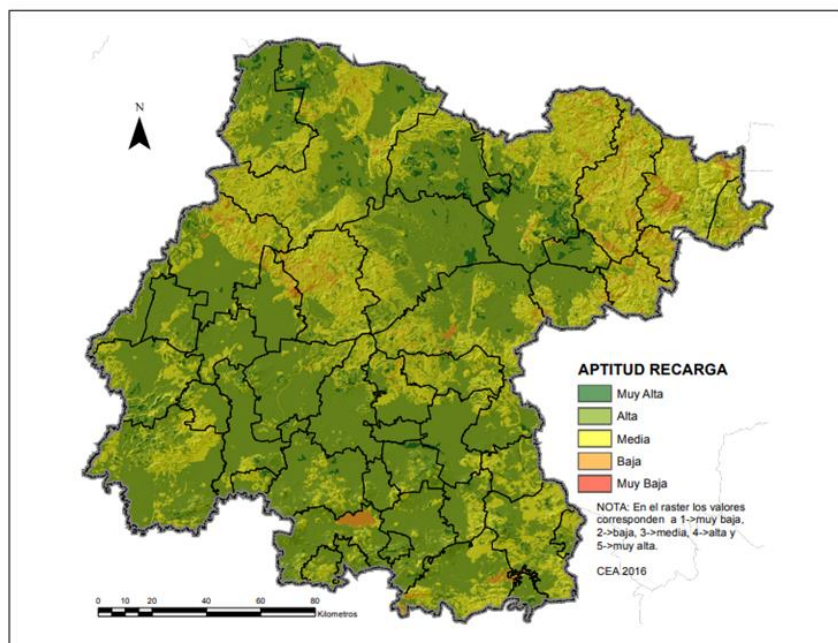 N
APTITUD RECARGA
Muy Alta
Alta
Media
Baja
Muy Baja
NOTA: En el raster los valores
corresponden a 1->muy baja,
2->baja, 3->media, 4->alta y
5->muy alta.
CEA 2016
0 5 10 20 40 60 80
Kilometros